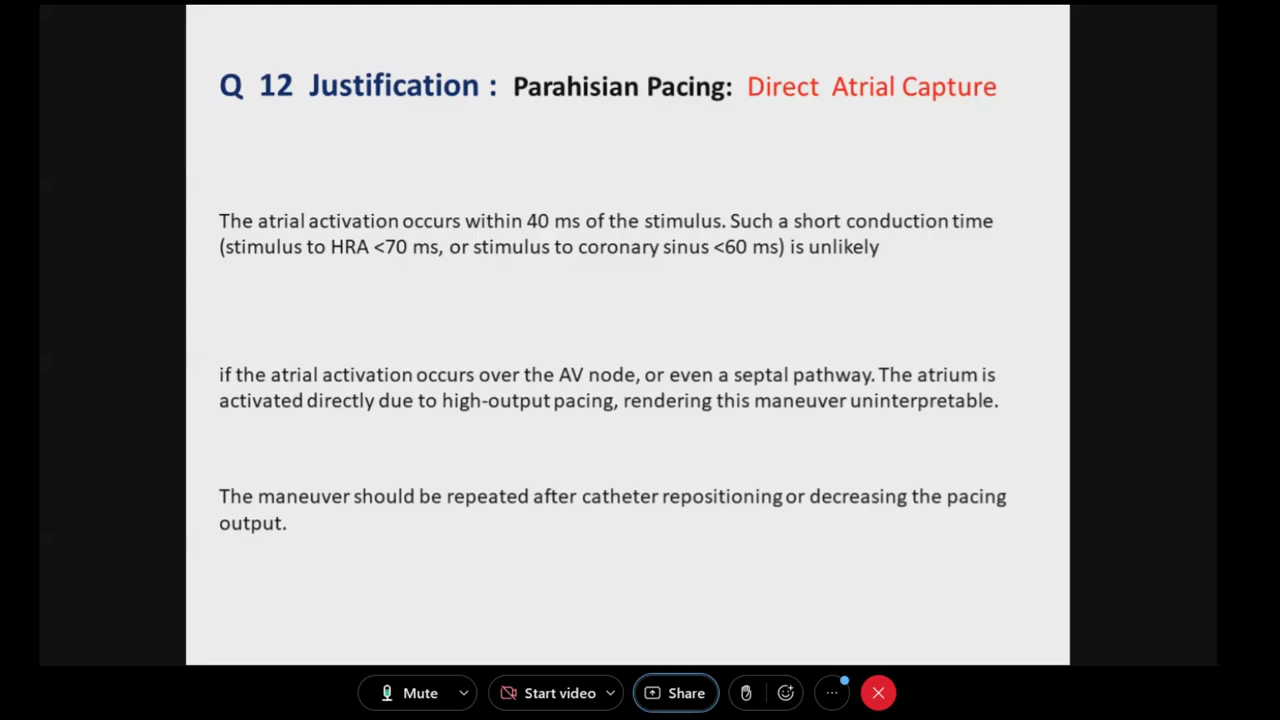 Q 12 Justification : Parahisian Pacing: Direct Atrial Capture
The atrial activation occurs within 40 ms of the stimulus. Such a short conduction time
(stimulus to HRA <70 ms, or stimulus to coronary sinus <60 ms) is unlikely
if the atrial activation occurs over the AV node, or even a septal pathway. The atrium is
activated directly due to high-output pacing, rendering this maneuver uninterpretable.
The maneuver should be repeated after catheter repositioning or decreasing the pacing
output.
Mute Start video Share